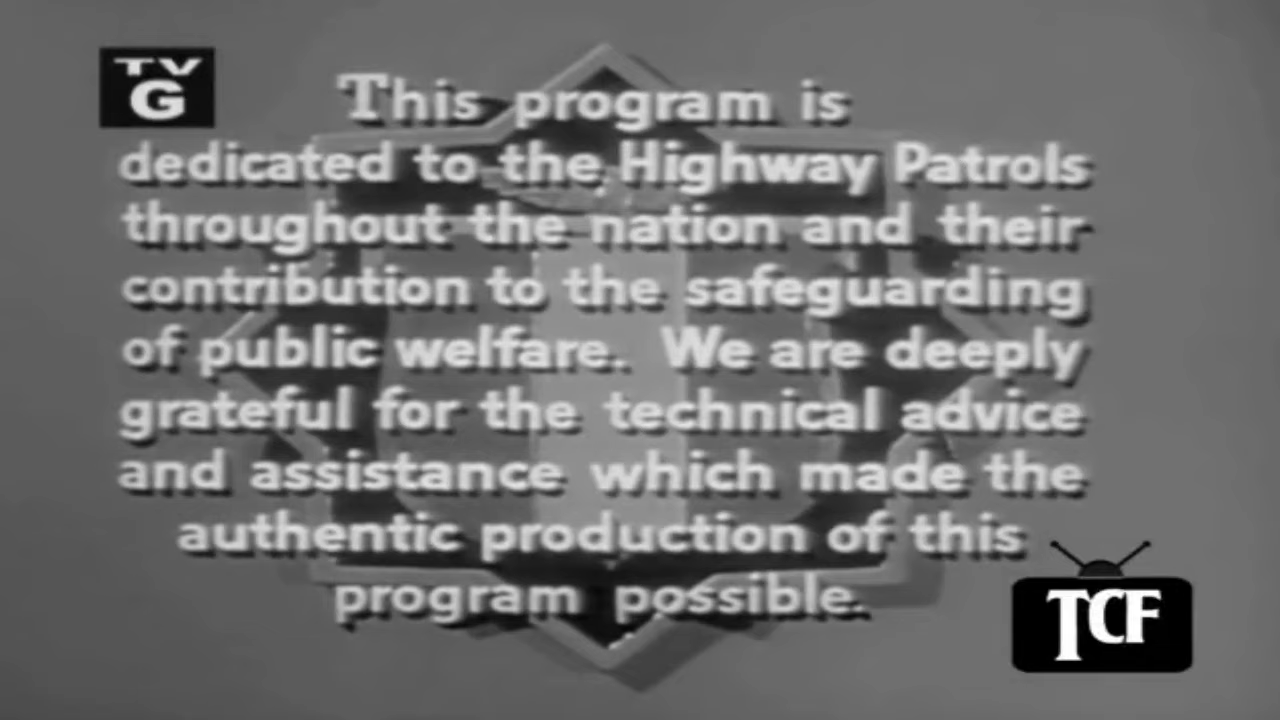 TV
G
This program is
dedicated to the Highway Patrols
throughout the nation and their
contribution to the safeguarding
of public welfare. We are deeply
grateful for the technical advice
and assistance which made the
authentic production of this
program possible.
TCF